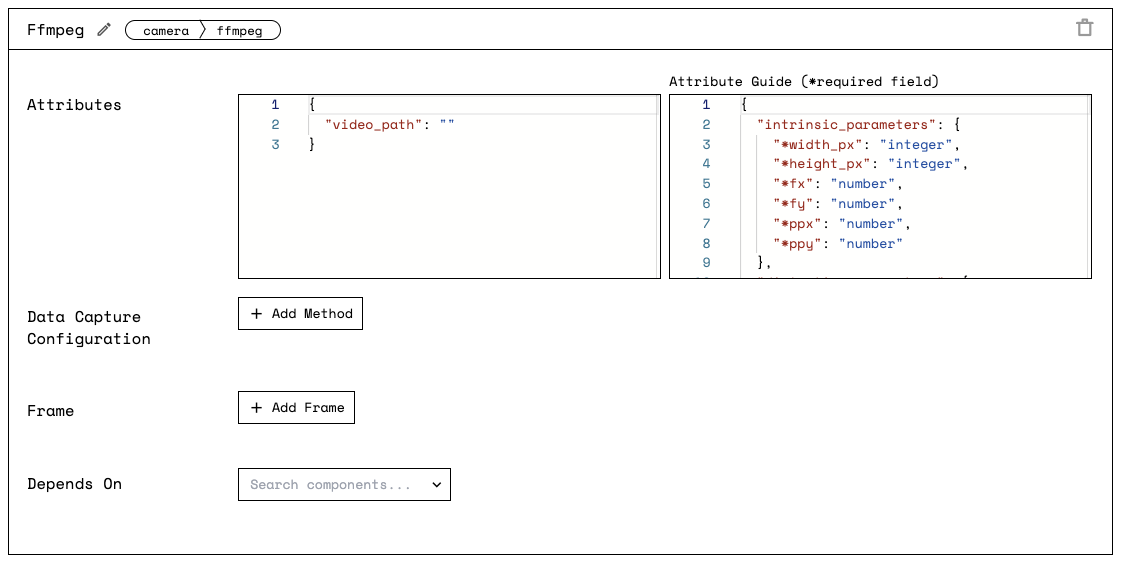 Ffmpeg camera ffmpeg
Attribute Guide (*required field)
Attributes
1 {
2 "video_path": ""
3 }
1 {
2 "intrinsic_parameters": {
3 "*width_px": "integer",
4 "*height_px": "integer",
5 "*fx": "number",
6 "*fy": "number",
7 "*ppx": "number",
8 "*ppy": "number"
9 },
Data Capture
Configuration
+ Add Method
Frame
+ Add Frame
Depends On
Search components...